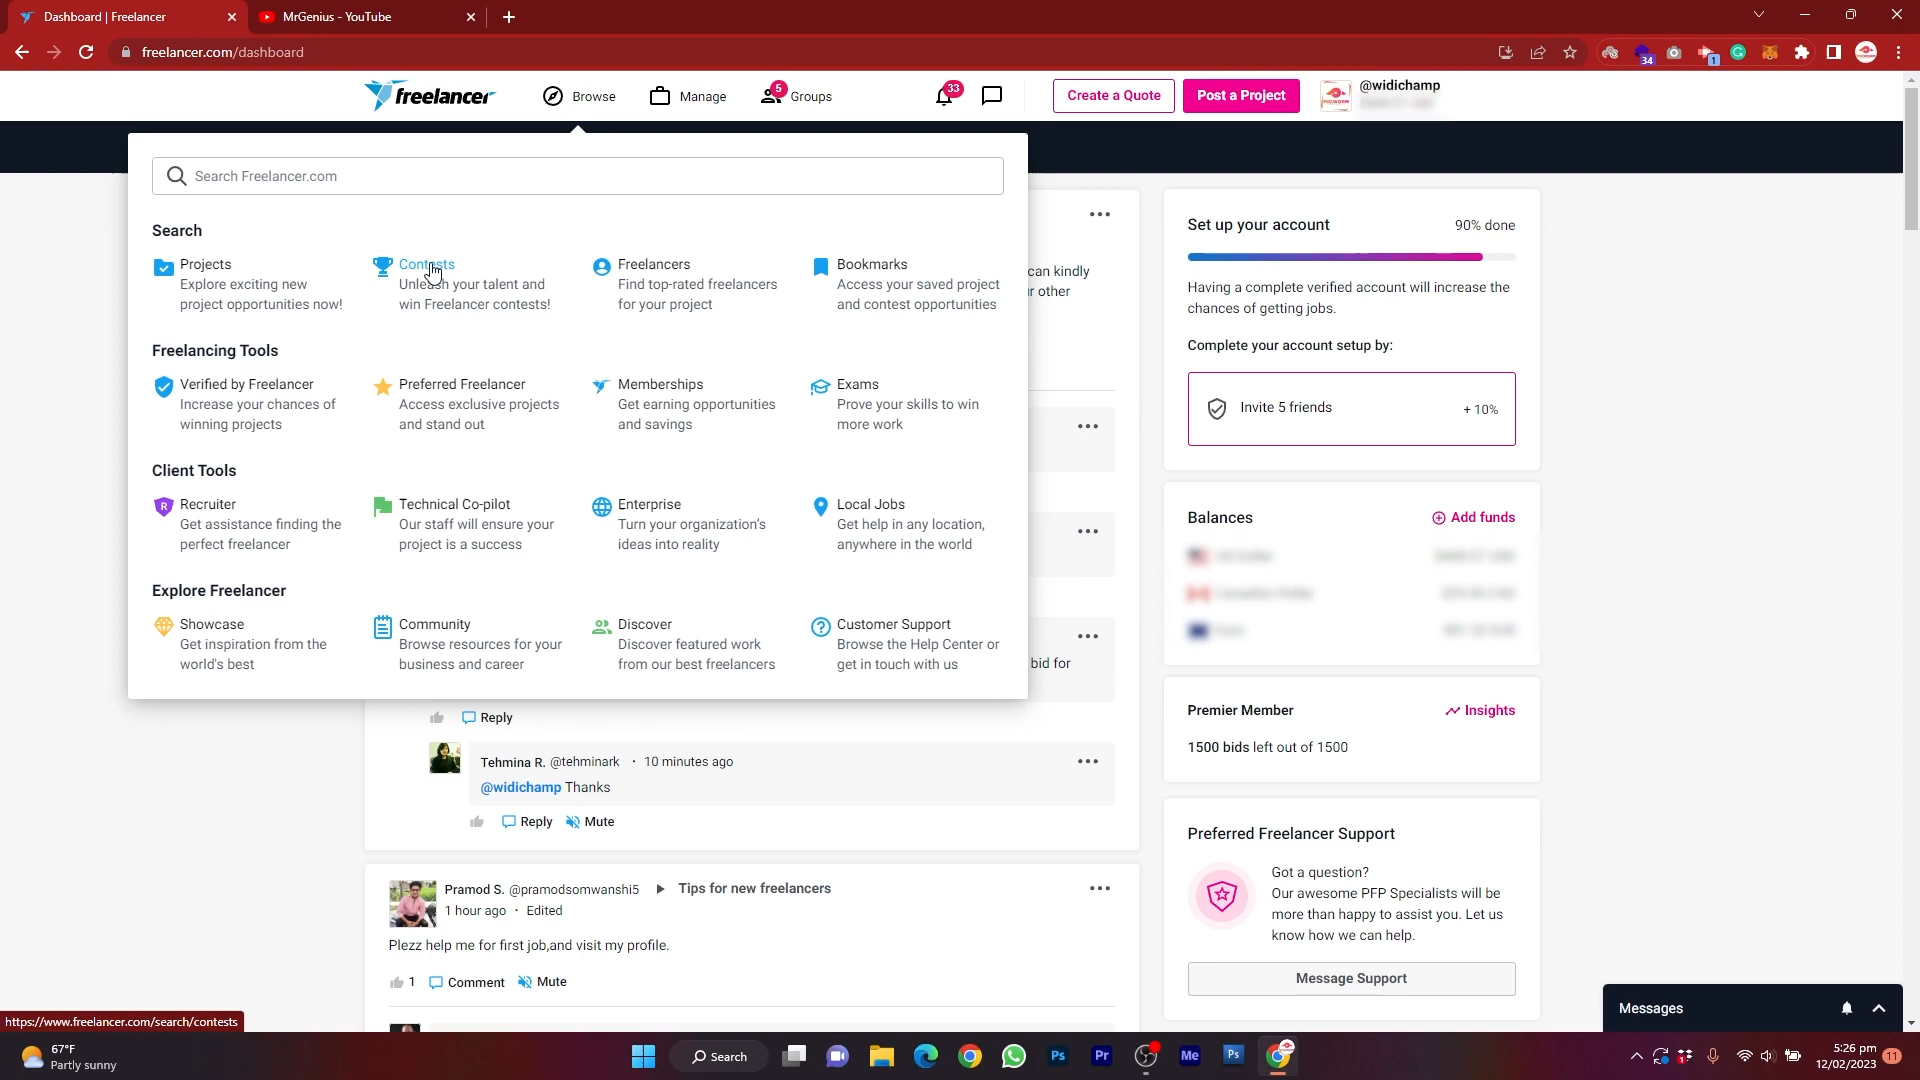 Dashboard | Freelancer
MrGenius - YouTube
freelancer.com/dashboard
34
1
freelancer
Browse
Manage
5
Groups
33
Create a Quote
Post a Project
@widichamp
Search Freelancer.com
Search
Projects
Explore exciting new
project opportunities now!
Contests
Unleash your talent and
win Freelancer contests!
Freelancers
Find top-rated freelancers
for your project
Bookmarks
Access your saved project
and contest opportunities
Freelancing Tools
Verified by Freelancer
Increase your chances of
winning projects
Preferred Freelancer
Access exclusive projects
and stand out
Memberships
Get earning opportunities
and savings
Exams
Prove your skills to win
more work
Client Tools
R
Recruiter
Get assistance finding the
perfect freelancer
Technical Co-pilot
Our staff will ensure your
project is a success
Enterprise
Turn your organization's
ideas into reality
Local Jobs
Get help in any location,
anywhere in the world
Explore Freelancer
Showcase
Get inspiration from the
world's best
Community
Browse resources for your
business and career
Discover
Discover featured work
from our best freelancers
Customer Support
Browse the Help Center or
get in touch with us
can kindly
other
bid for
Reply
Tehmina R. @tehminark · 10 minutes ago
@widichamp Thanks
Reply Mute
Pramod S. @pramodsomwanshi5 ▶ Tips for new freelancers
1 hour ago · Edited
Plezz help me for first job,and visit my profile.
1 Comment Mute
Set up your account 90% done
Having a complete verified account will increase the
chances of getting jobs.
Complete your account setup by:
Invite 5 friends + 10%
Balances Add funds
Premier Member Insights
1500 bids left out of 1500
Preferred Freelancer Support
Got a question?
Our awesome PFP Specialists will be
more than happy to assist you. Let us
know how we can help.
Message Support
Messages
https://www.freelancer.com/search/contests
67°F
Partly sunny
Search
Ps
Pr
Me
Ps
5:26 pm
12/02/2023
11